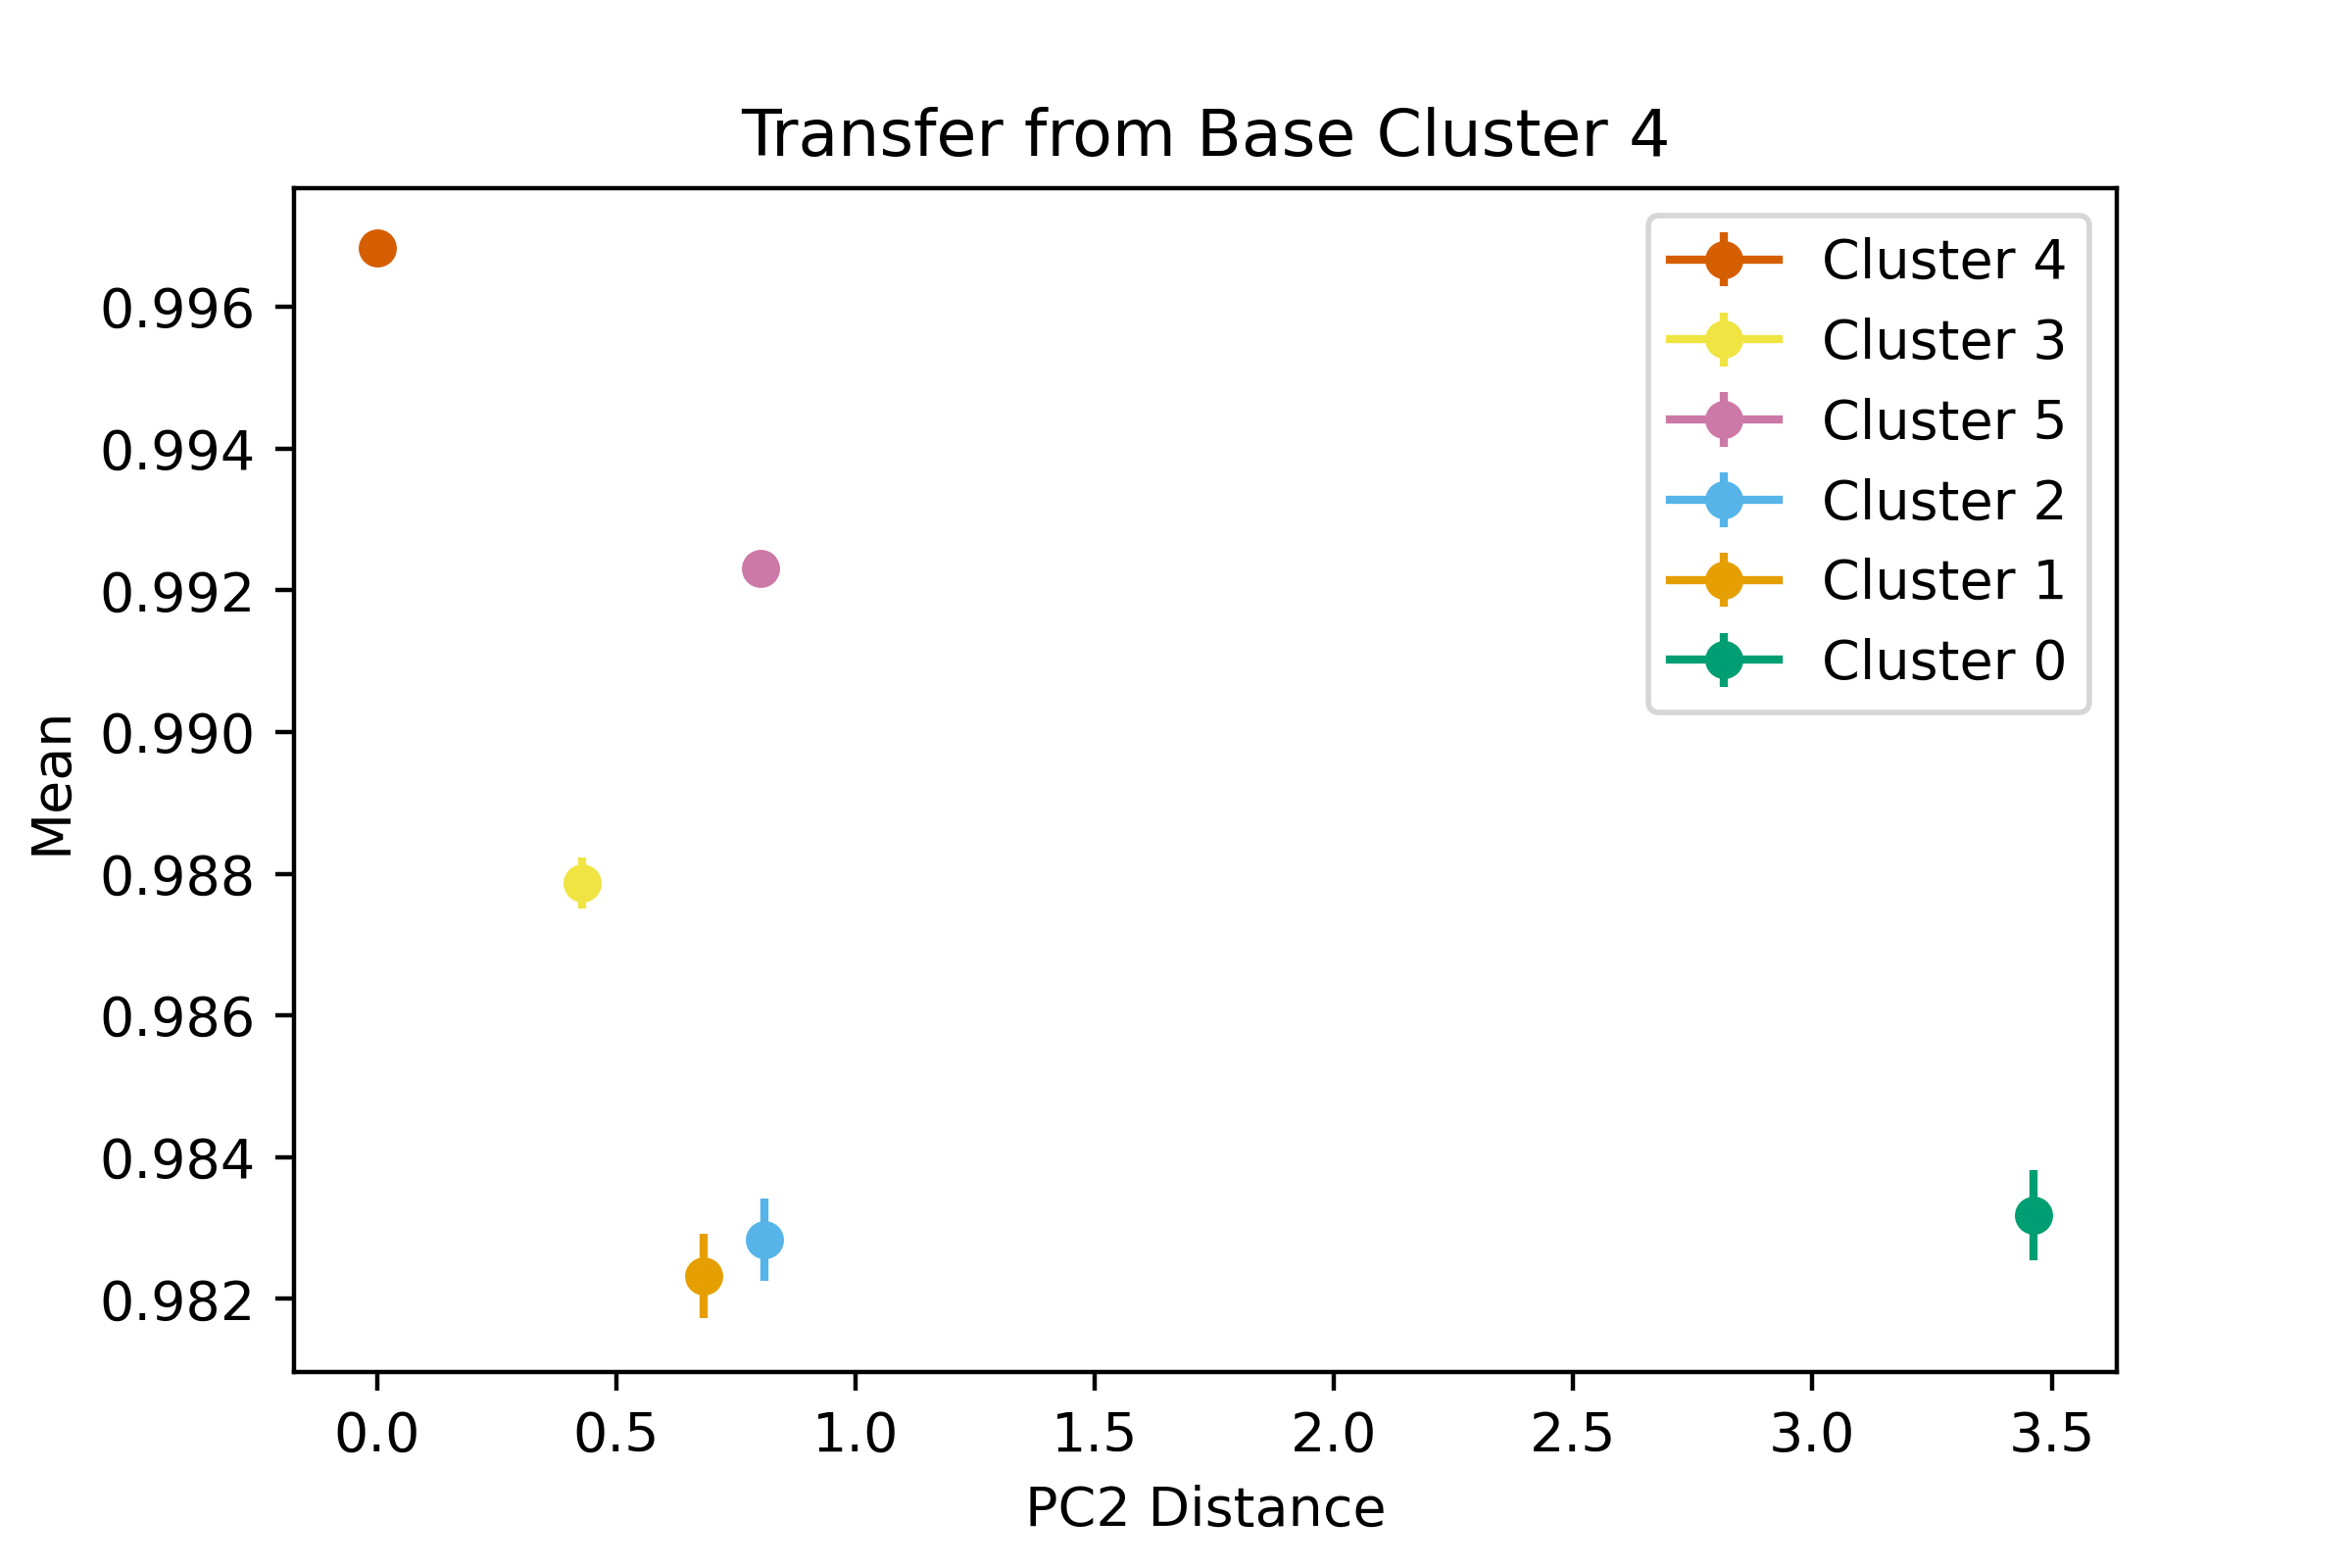 Transfer from Base Cluster 4
Mean
0.996
0.994
0.992
0.990
0.988
0.986
0.984
0.982
Cluster 4
Cluster 3
Cluster 5
Cluster 2
Cluster 1
Cluster 0
0.0 0.5 1.0 1.5 2.0 2.5 3.0 3.5
PC2 Distance